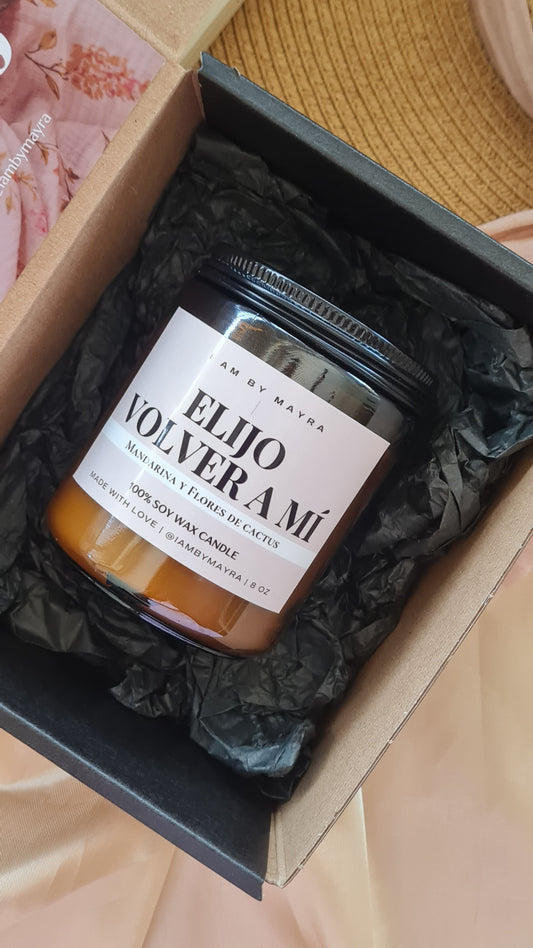 iambymayra
I AM BY MAYRA
ELIJO
VOLVER A MÍ
MANDARINA Y FLORES DE CACTUS
100% SOY WAX CANDLE
MADE WITH LOVE | @IAMBYMAYRA | 8 OZ